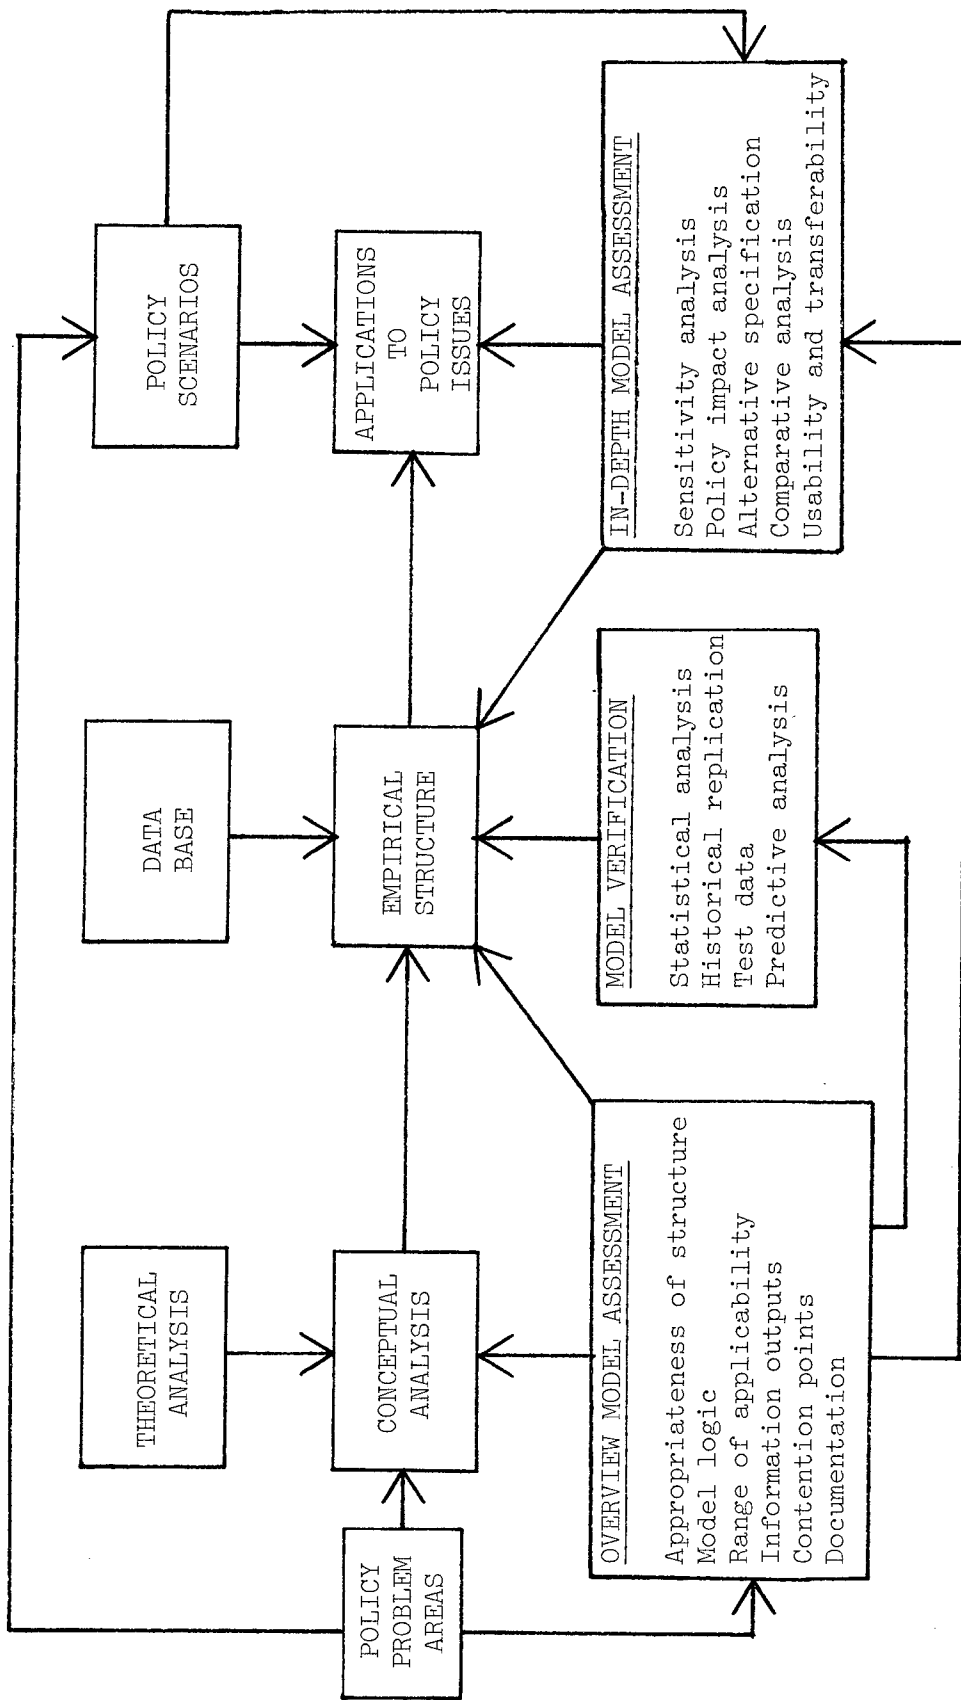 THEORETICAL
ANALYSIS
DATA
BASE
POLICY
SCENARIOS
POLICY
PROBLEM
AREAS
CONCEPTUAL
ANALYSIS
EMPIRICAL
STRUCTURE
APPLICATIONS
TO
POLICY
ISSUES
OVERVIEW MODEL ASSESSMENT
Appropriateness of structure
Model logic
Range of applicability
Information outputs
Contention points
Documentation
MODEL VERIFICATION
Statistical analysis
Historical replication
Test data
Predictive analysis
IN-DEPTH MODEL ASSESSMENT
Sensitivity analysis
Policy impact analysis
Alternative specification
Comparative analysis
Usability and transferability